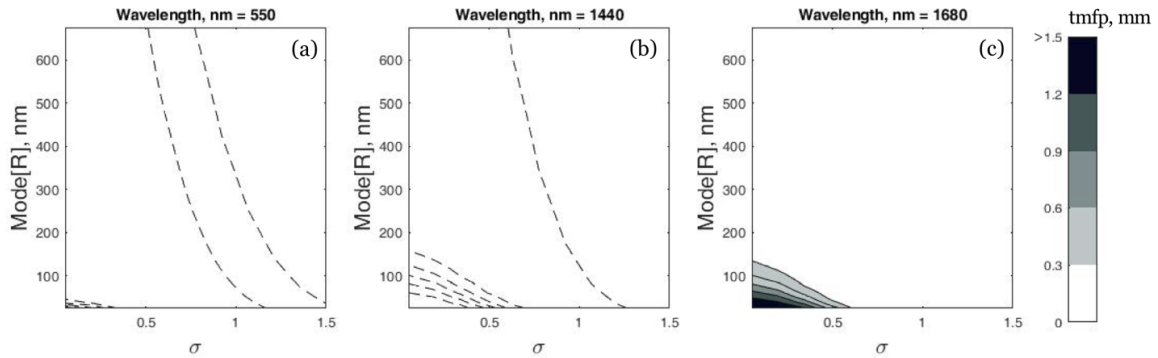 Wavelength, nm = 550
(a)
Mode[R], nm
600
500
400
300
200
100
0.5
1
1.5
σ
Wavelength, nm = 1440
(b)
Mode[R], nm
600
500
400
300
200
100
0.5
1
1.5
σ
Wavelength, nm = 1680
(c)
Mode[R], nm
600
500
400
300
200
100
0.5
1
1.5
σ
tmfp, mm
>1.5
1.2
0.9
0.6
0.3
0